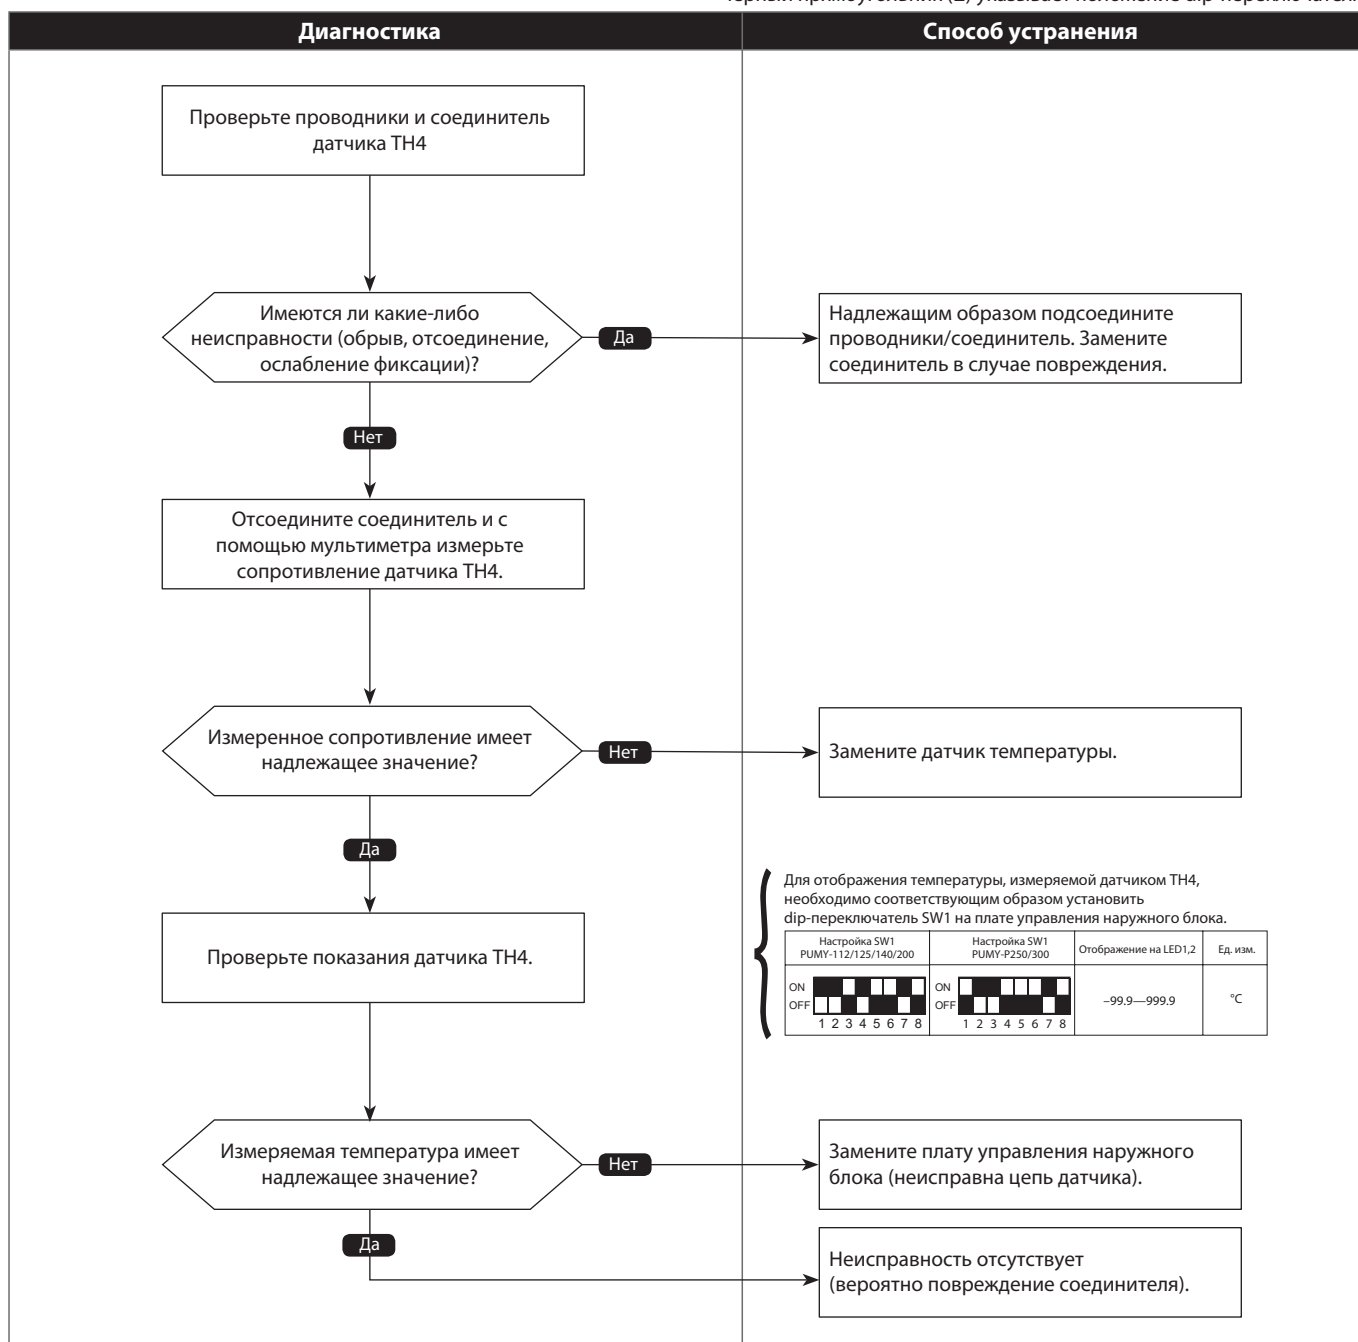 Черный прямоугольник (■) указывает положение dip-переключателя
Диагностика
Способ устранения
Проверьте проводники и соединитель
датчика TH4
Имеются ли какие-либо
неисправности (обрыв, отсоединение,
ослабление фиксации)?
Да
Надлежащим образом подсоедините
проводники/соединитель. Замените
соединитель в случае повреждения.
Нет
Отсоедините соединитель и с
помощью мультиметра измерьте
сопротивление датчика TH4.
Измеренное сопротивление имеет
надлежащее значение?
Нет
Замените датчик температуры.
Да
Проверьте показания датчика TH4.
Для отображения температуры, измеряемой датчиком TH4,
необходимо соответствующим образом установить
dip-переключатель SW1 на плате управления наружного блока.
Настройка SW1
PUMY-112/125/140/200
Настройка SW1
PUMY-P250/300
Отображение на LED1,2
Ед. изм.
ON
OFF
1 2 3 4 5 6 7 8
ON
OFF
1 2 3 4 5 6 7 8
–99.9—999.9
°C
Измеряемая температура имеет
надлежащее значение?
Нет
Замените плату управления наружного
блока (неисправна цепь датчика).
Да
Неисправность отсутствует
(вероятно повреждение соединителя).